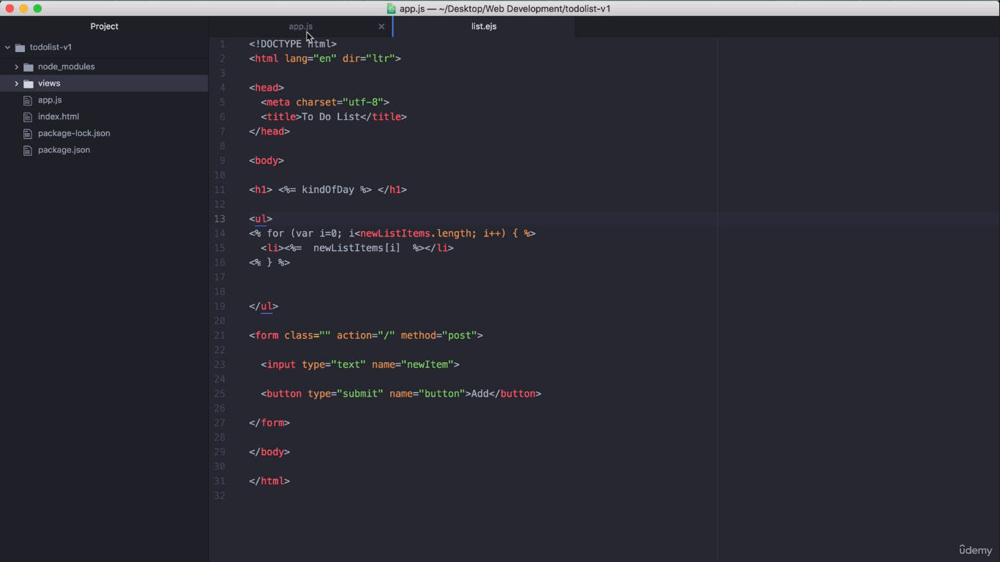 app.js — ~/Desktop/Web Development/todolist-v1
Project
app.js
list.ejs
todolist-v1
node_modules
views
app.js
index.html
package-lock.json
package.json
1 <!DOCTYPE html>
2 <html lang="en" dir="ltr">
3
4 <head>
5   <meta charset="utf-8">
6   <title>To Do List</title>
7 </head>
8
9 <body>
10
11 <h1> <%= kindOfDay %> </h1>
12
13 <ul>
14 <% for (var i=0; i<newListItems.length; i++) { %>
15   <li><%=  newListItems[i]  %></li>
16 <% } %>
17
18
19 </ul>
20
21 <form class="" action="/" method="post">
22
23   <input type="text" name="newItem">
24
25   <button type="submit" name="button">Add</button>
26
27 </form>
28
29 </body>
30
31 </html>
32
ûdemy